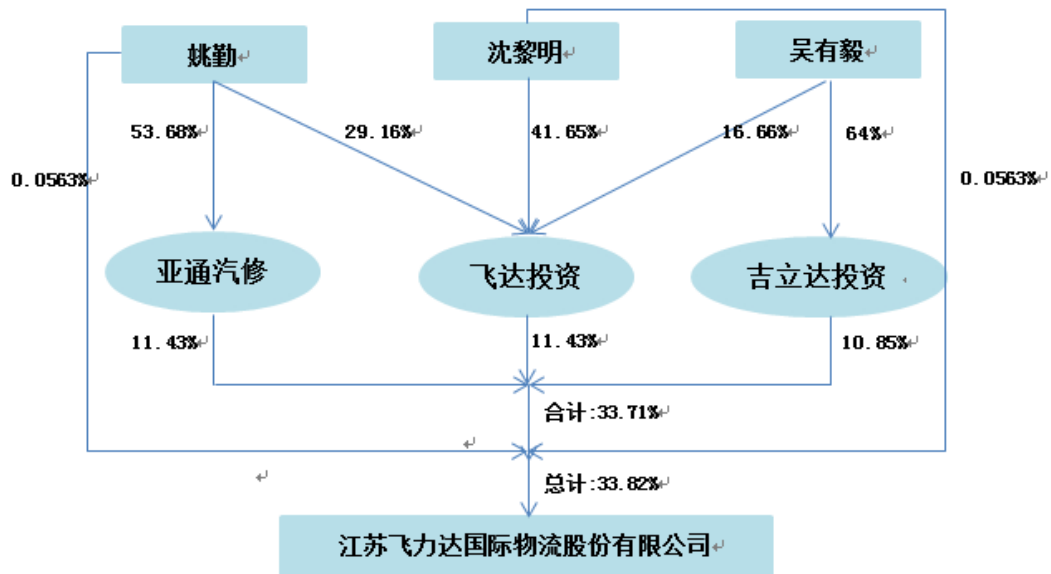 姚勤
沈黎明
吴有毅
53.68%
29.16%
41.65%
16.66%
64%
0.0563%
0.0563%
亚通汽修
飞达投资
吉立达投资
11.43%
11.43%
10.85%
合计:33.71%
总计:33.82%
江苏飞力达国际物流股份有限公司